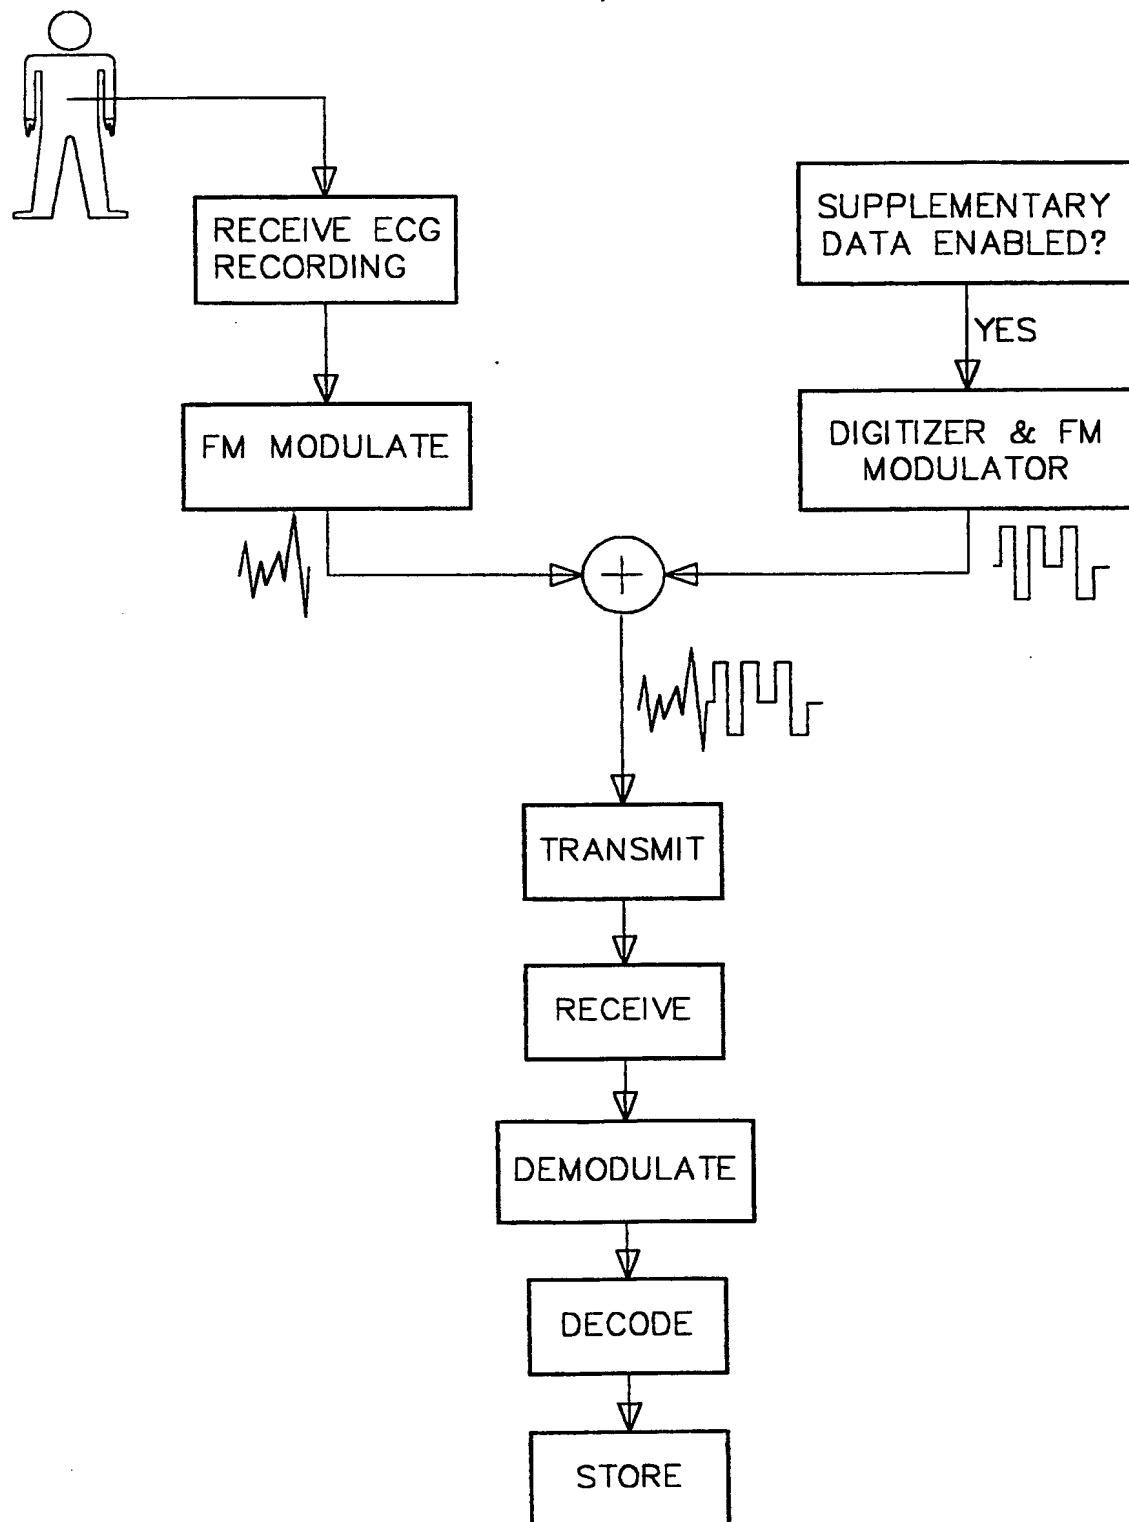 RECEIVE ECG
RECORDING
SUPPLEMENTARY
DATA ENABLED?
YES
FM MODULATE
DIGITIZER & FM
MODULATOR
TRANSMIT
RECEIVE
DEMODULATE
DECODE
STORE